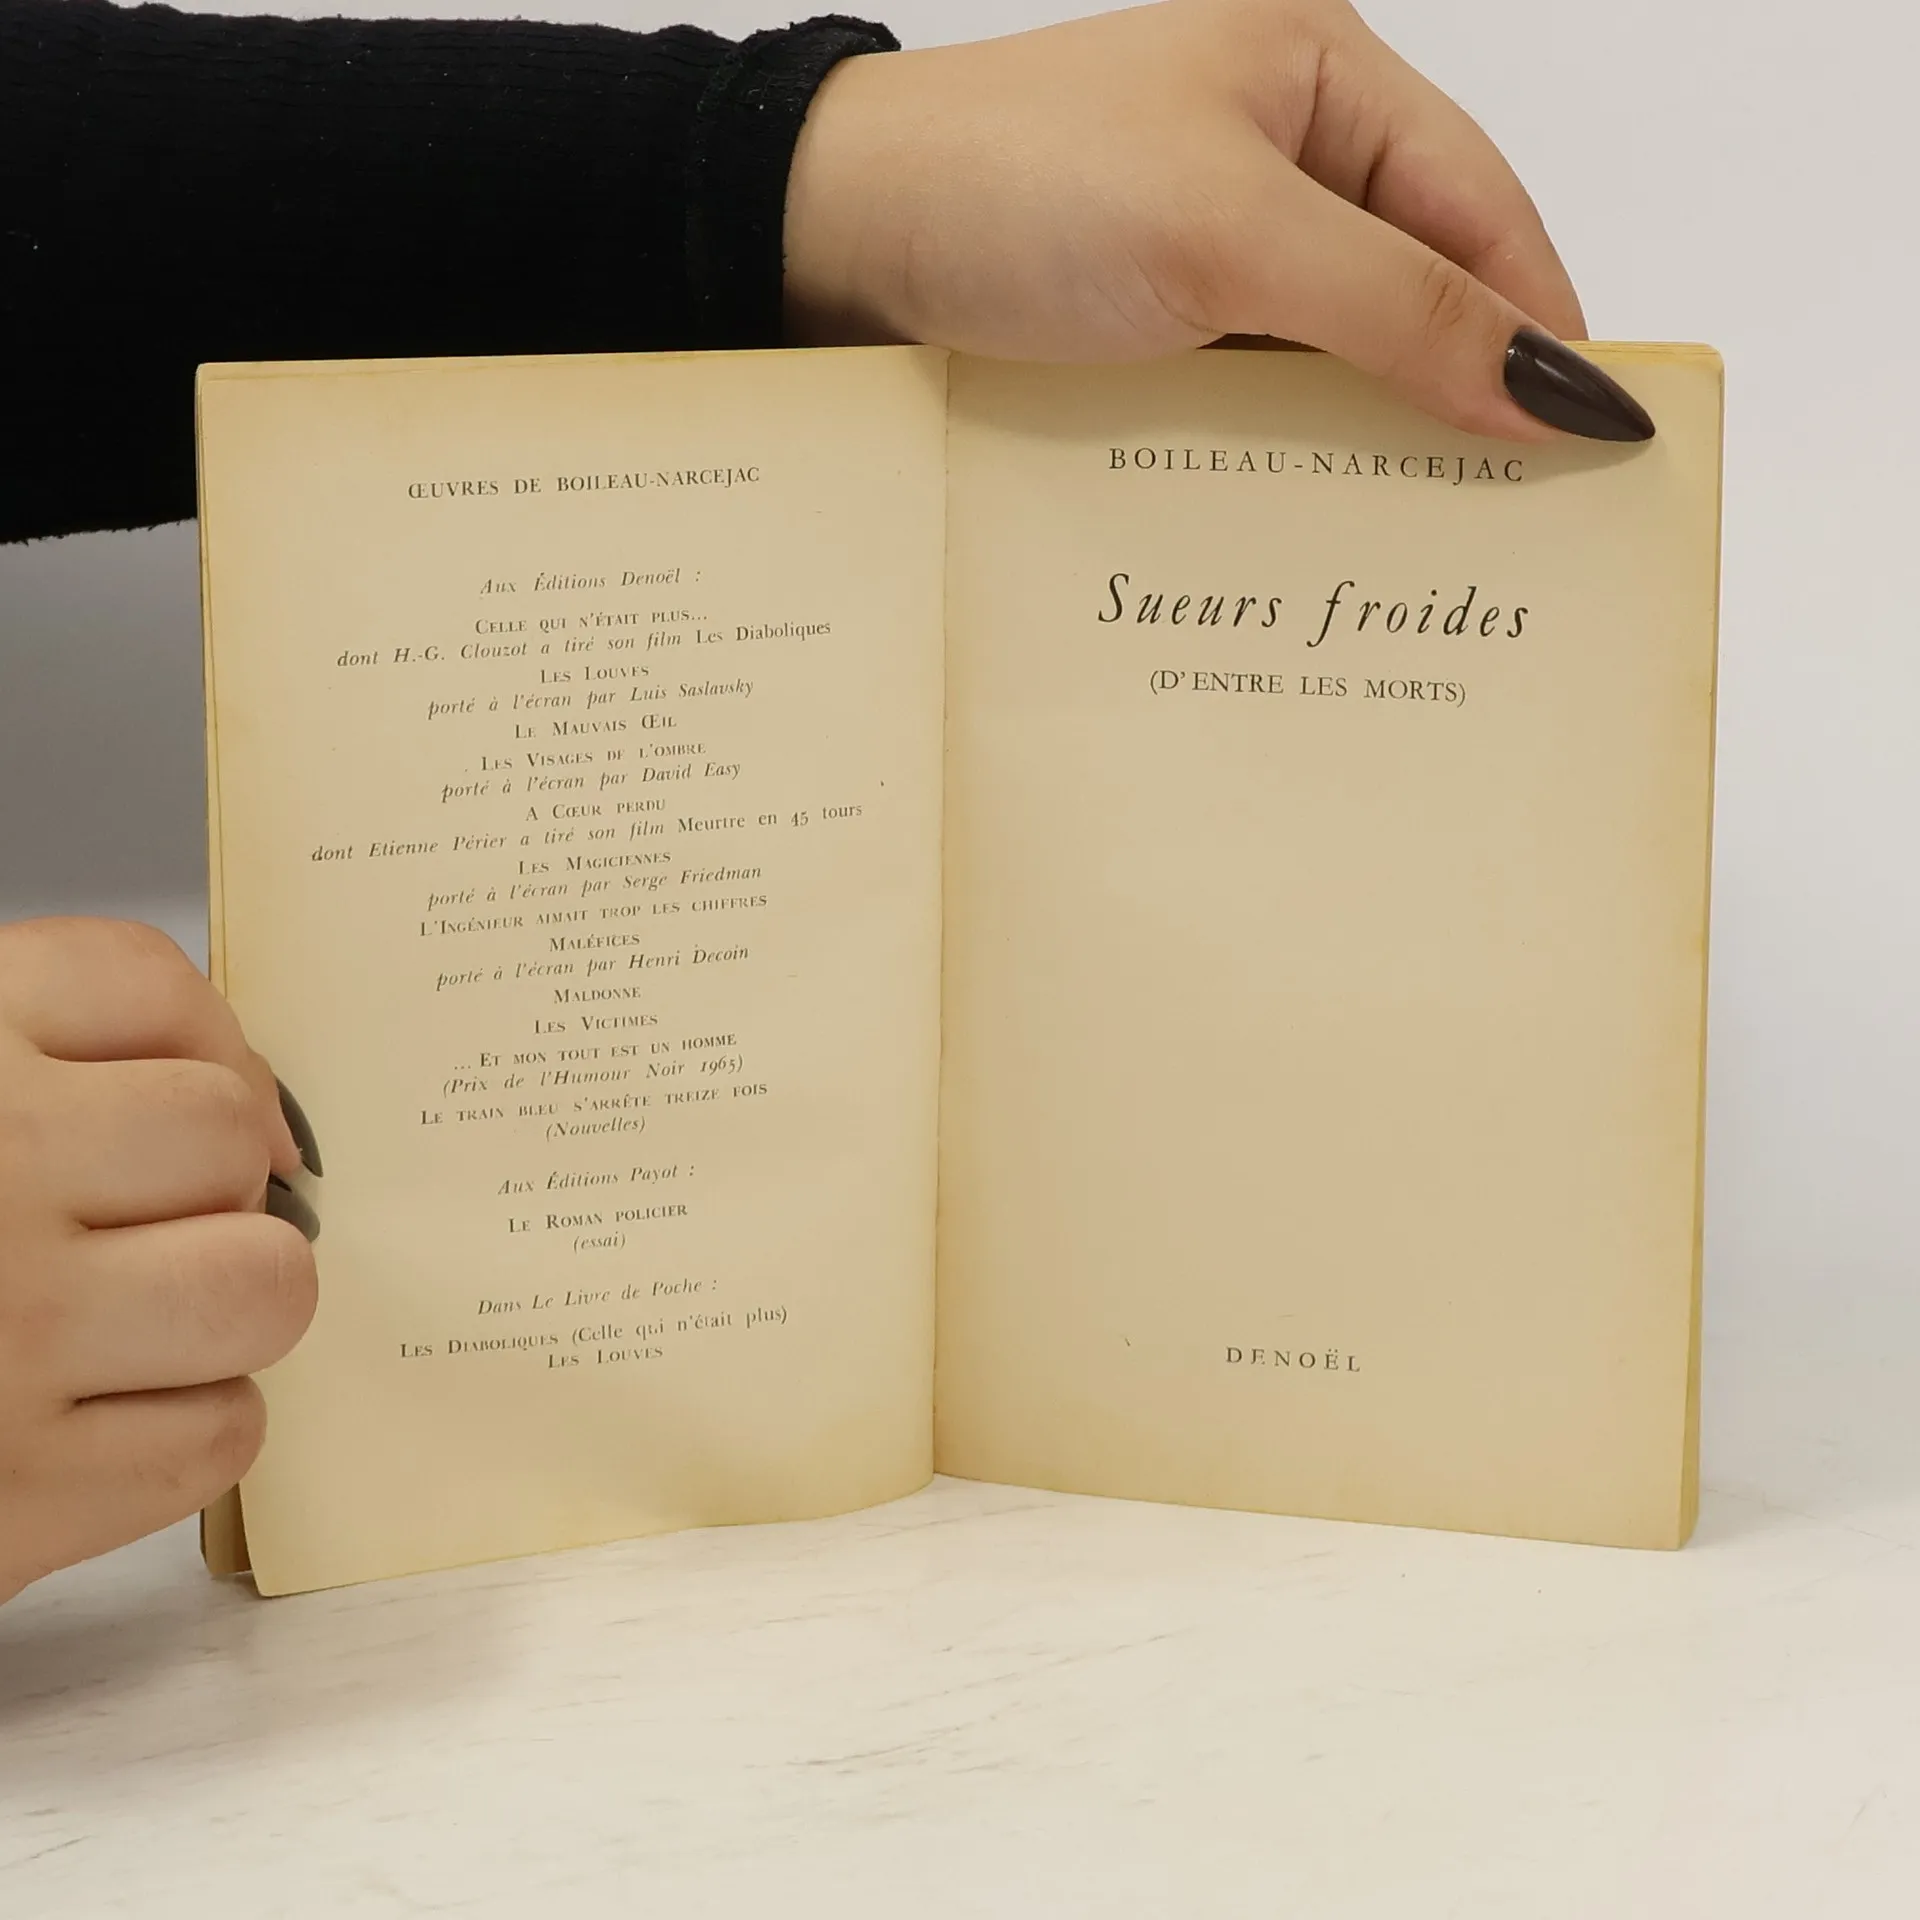 ŒUVRES DE BOILEAU-NARCEJAC
Aux Éditions Denoël :
CELLE QUI N'ÉTAIT PLUS...
dont H.-G. Clouzot a tiré son film Les Diaboliques
LES LOUVES
porté à l'écran par Luis Saslavsky
LE MAUVAIS ŒIL
LES VISAGES DE L'OMBRE
porté à l'écran par David Easy
A CŒUR PERDU
dont Etienne Périer a tiré son film Meurtre en 45 tours
LES MAGICIENNES
porté à l'écran par Serge Friedman
L'INGÉNIEUR AIMAIT TROP LES CHIFFRES
MALÉFICES
porté à l'écran par Henri Decoin
MALDONNE
LES VICTIMES
... ET MON TOUT EST UN HOMME
(Prix de l'Humour Noir 1965)
LE TRAIN BLEU S'ARRÊTE TREIZE FOIS
(Nouvelles)
Aux Éditions Payot :
LE ROMAN POLICIER
(essai)
Dans Le Livre de Poche :
LES DIABOLIQUES (Celle qui n'était plus)
LES LOUVES
BOILEAU-NARCEJAC
Sueurs froides
(D'ENTRE LES MORTS)
DENOËL